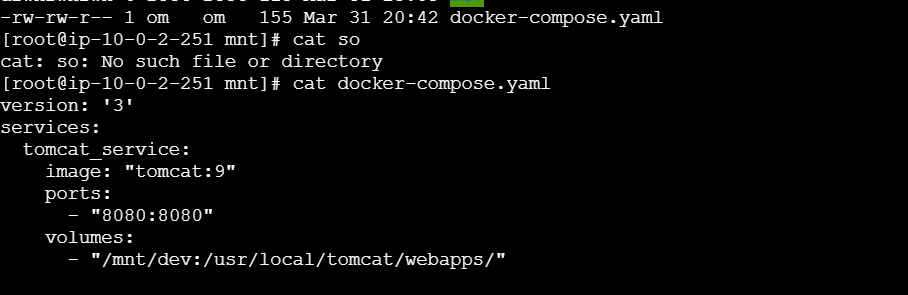 -rw-rw-r-- 1 om om 155 Mar 31 20:42 docker-compose.yaml
[root@ip-10-0-2-251 mnt]# cat so
cat: so: No such file or directory
[root@ip-10-0-2-251 mnt]# cat docker-compose.yaml
version: '3'
services:
  tomcat_service:
    image: "tomcat:9"
    ports:
      - "8080:8080"
    volumes:
      - "/mnt/dev:/usr/local/tomcat/webapps/"